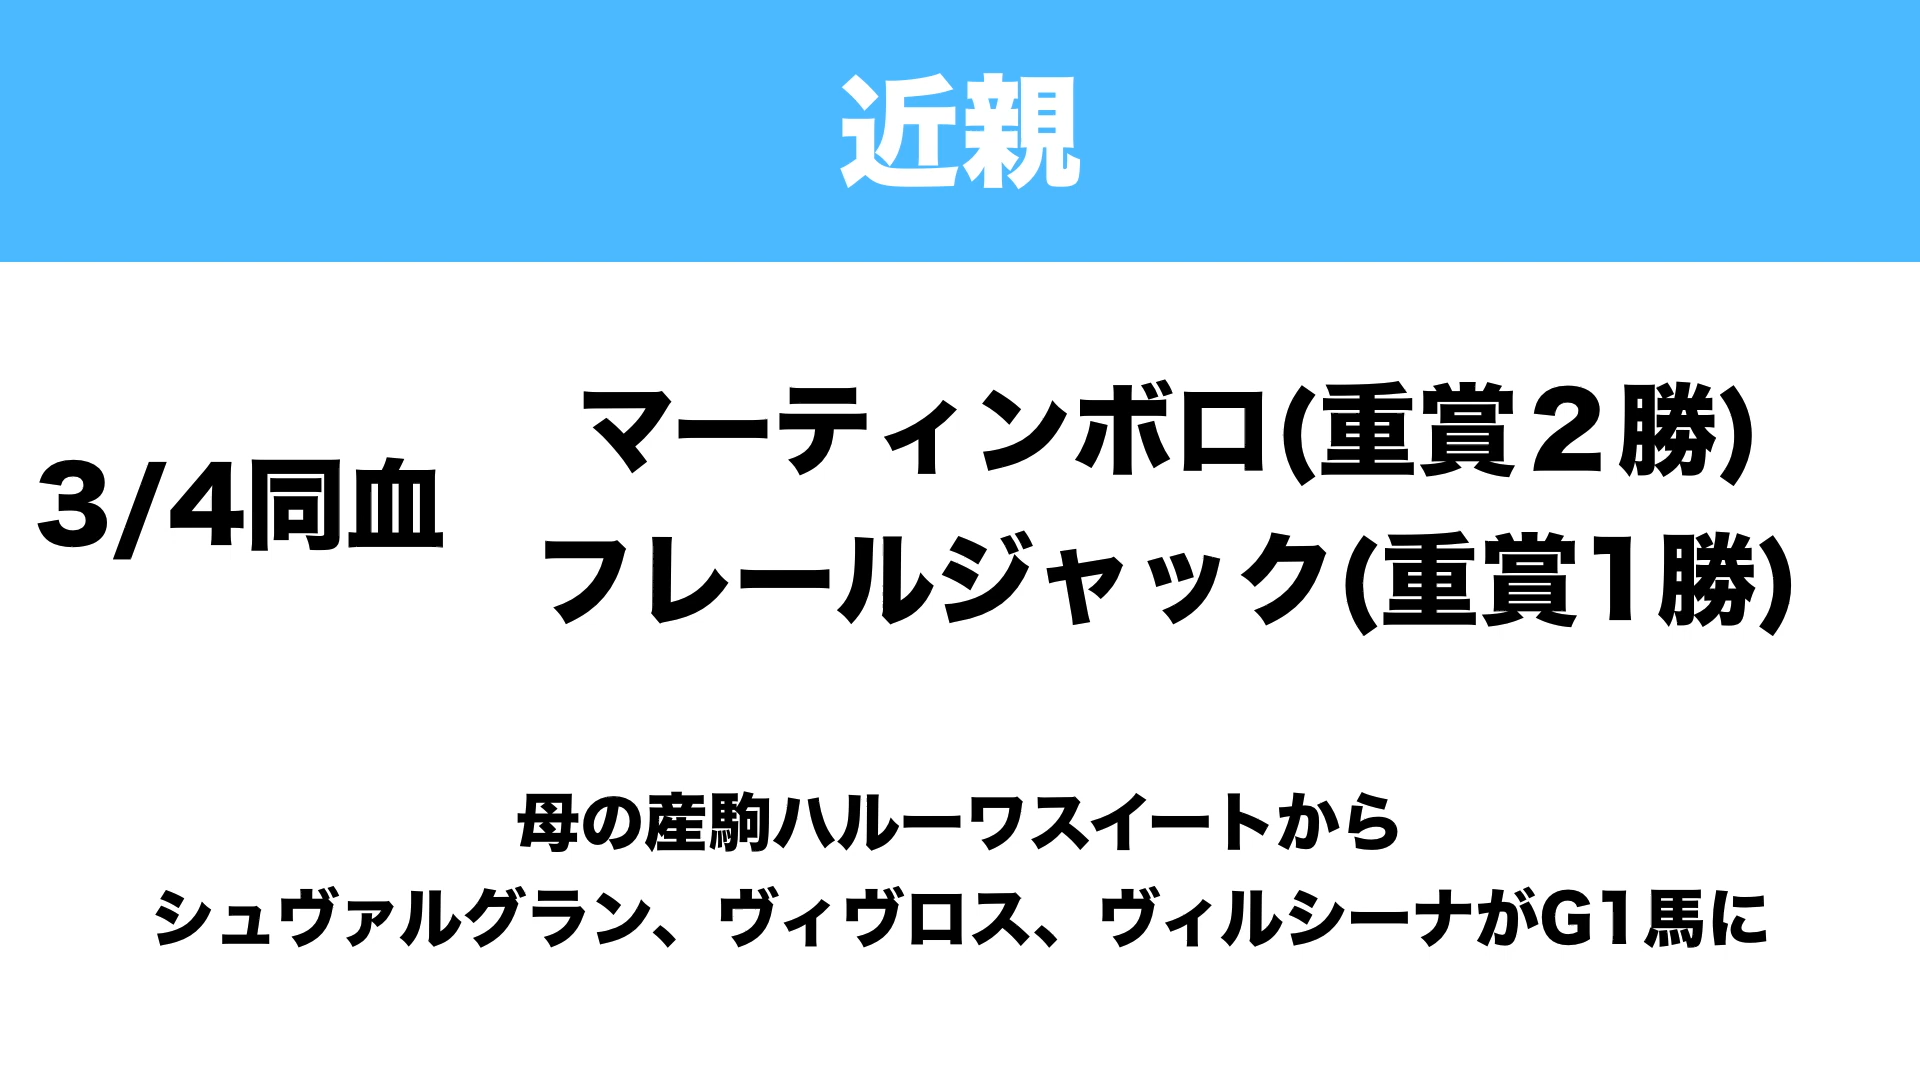 近親
3/4同血
マーティンボロ(重賞２勝)
フレールジャック(重賞1勝)
母の産駒ハルーワスイートから
シュヴァルグラン、ヴィヴロス、ヴィルシーナがG1馬に